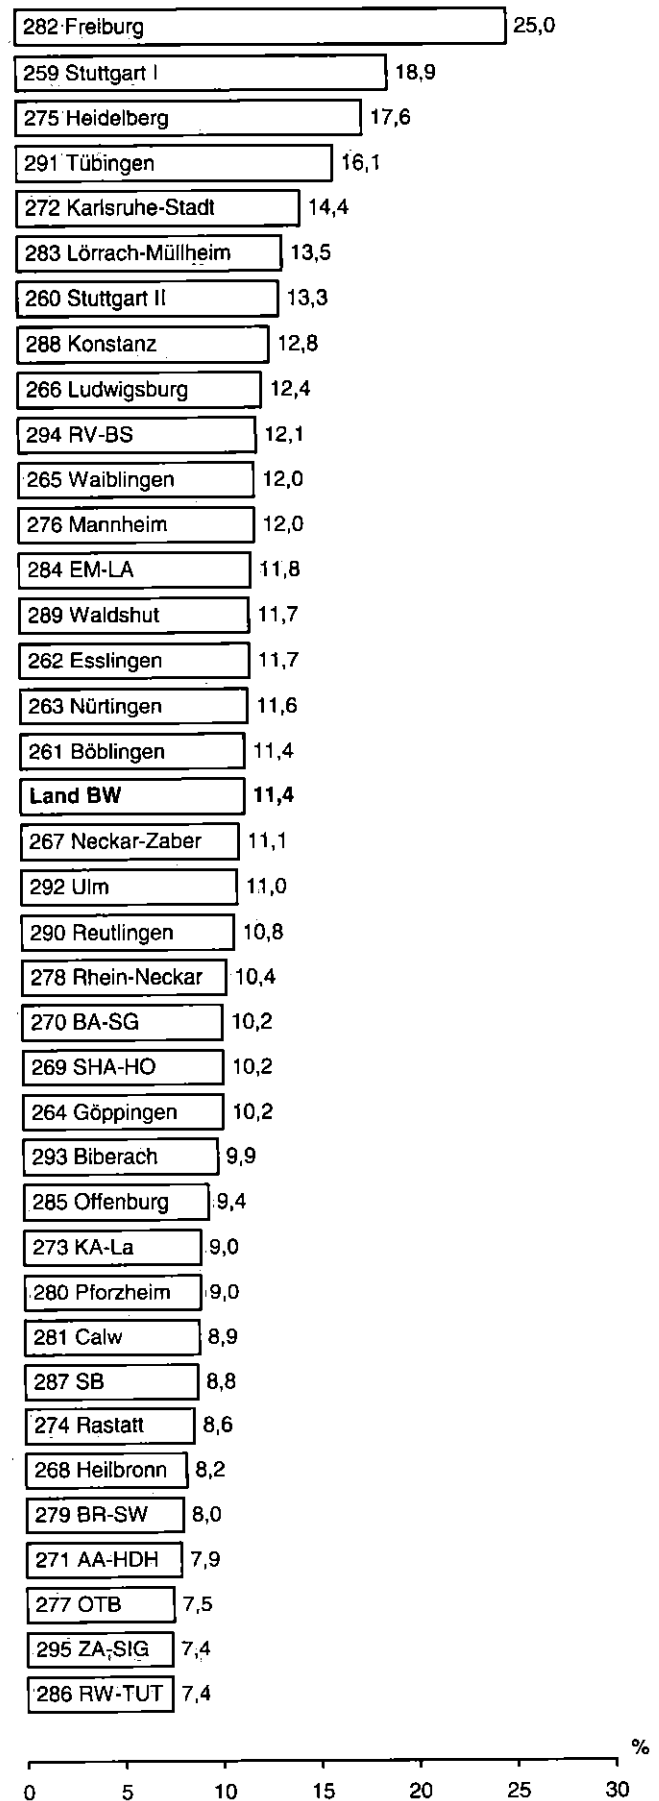 282 Freiburg 25,0
259 Stuttgart I 18,9
275 Heidelberg 17,6
291 Tübingen 16,1
272 Karlsruhe-Stadt 14,4
283 Lörrach-Müllheim 13,5
260 Stuttgart II 13,3
288 Konstanz 12,8
266 Ludwigsburg 12,4
294 RV-BS 12,1
265 Waiblingen 12,0
276 Mannheim 12,0
284 EM-LA 11,8
289 Waldshut 11,7
262 Esslingen 11,7
263 Nürtingen 11,6
261 Böblingen 11,4
Land BW 11,4
267 Neckar-Zaber 11,1
292 Ulm 11,0
290 Reutlingen 10,8
278 Rhein-Neckar 10,4
270 BA-SG 10,2
269 SHA-HO 10,2
264 Göppingen 10,2
293 Biberach 9,9
285 Offenburg 9,4
273 KA-La 9,0
280 Pforzheim 9,0
281 Calw 8,9
287 SB 8,8
274 Rastatt 8,6
268 Heilbronn 8,2
279 BR-SW 8,0
271 AA-HDH 7,9
277 OTB 7,5
295 ZA-SIG 7,4
286 RW-TUT 7,4
%
0 5 10 15 20 25 30